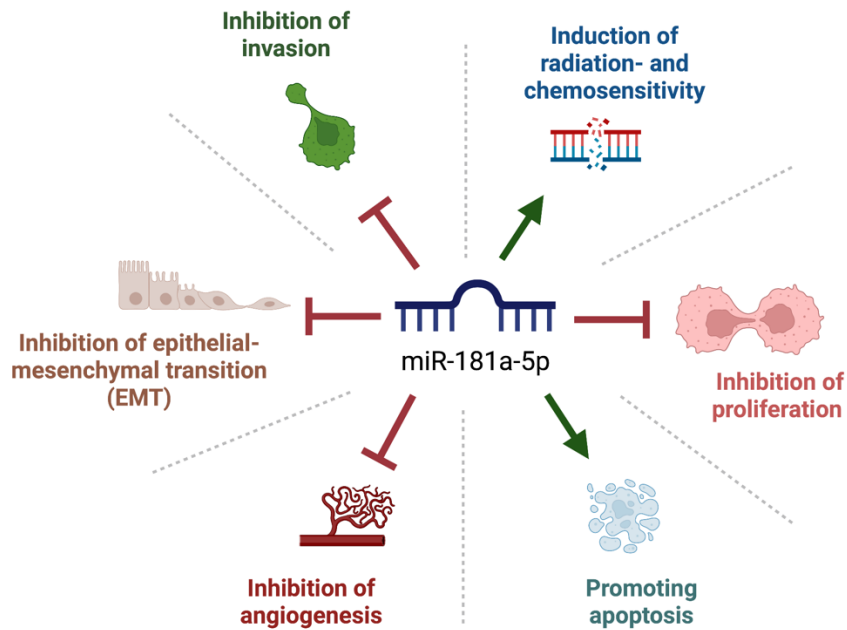 Inhibition of
invasion
Induction of
radiation- and
chemosensitivity
Inhibition of epithelial-
mesenchymal transition
(EMT)
miR-181a-5p
Inhibition of
proliferation
Inhibition of
angiogenesis
Promoting
apoptosis